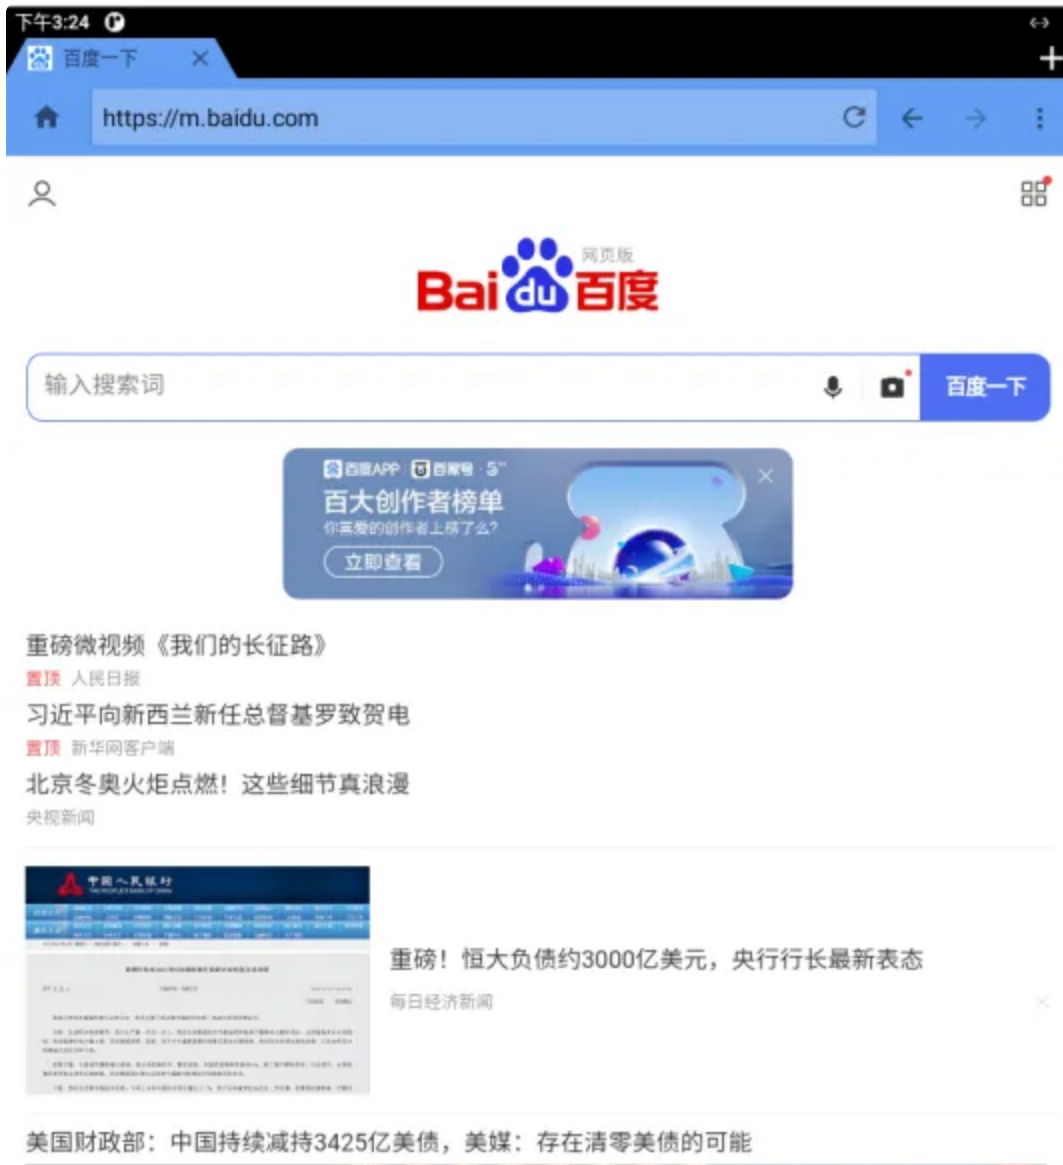 下午3:24
百度一下
https://m.baidu.com
网页版
Bai du 百度
输入搜索词
百度一下
百度APP 百家号
百大创作者榜单
你喜爱的创作者上榜了么?
立即查看
重磅微视频《我们的长征路》
置顶 人民日报
习近平向新西兰新任总督基罗致贺电
置顶 新华网客户端
北京冬奥火炬点燃！这些细节真浪漫
央视新闻
中国人民银行
THE PEOPLE'S BANK OF CHINA
重磅！恒大负债约3000亿美元，央行行长最新表态
每日经济新闻
美国财政部：中国持续减持3425亿美债，美媒：存在清零美债的可能